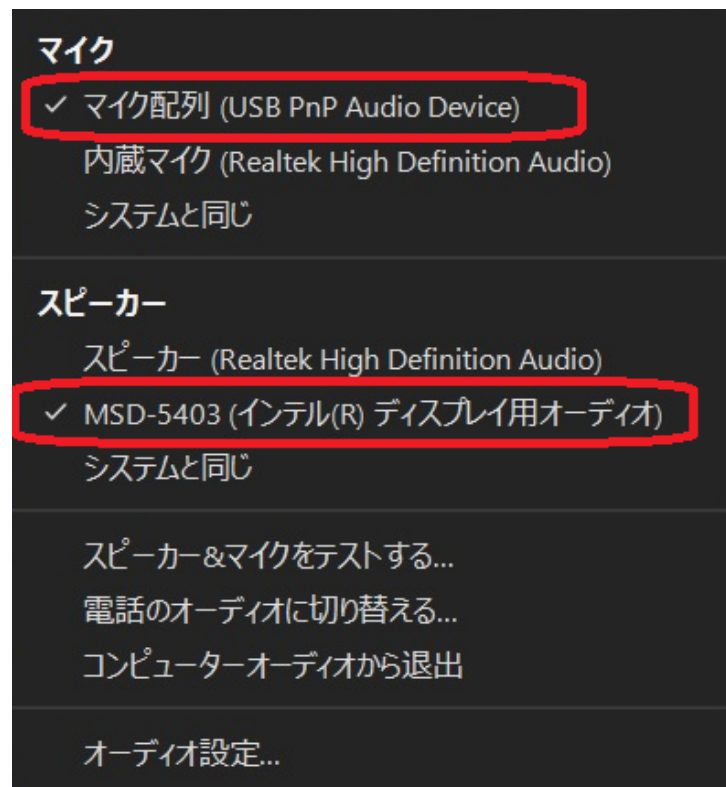 マイク
✓ マイク配列 (USB PnP Audio Device)
内蔵マイク (Realtek High Definition Audio)
システムと同じ
スピーカー
スピーカー (Realtek High Definition Audio)
✓ MSD-5403 (インテル(R) ディスプレイ用オーディオ)
システムと同じ
スピーカー&マイクをテストする...
電話のオーディオに切り替える...
コンピューターオーディオから退出
オーディオ設定...